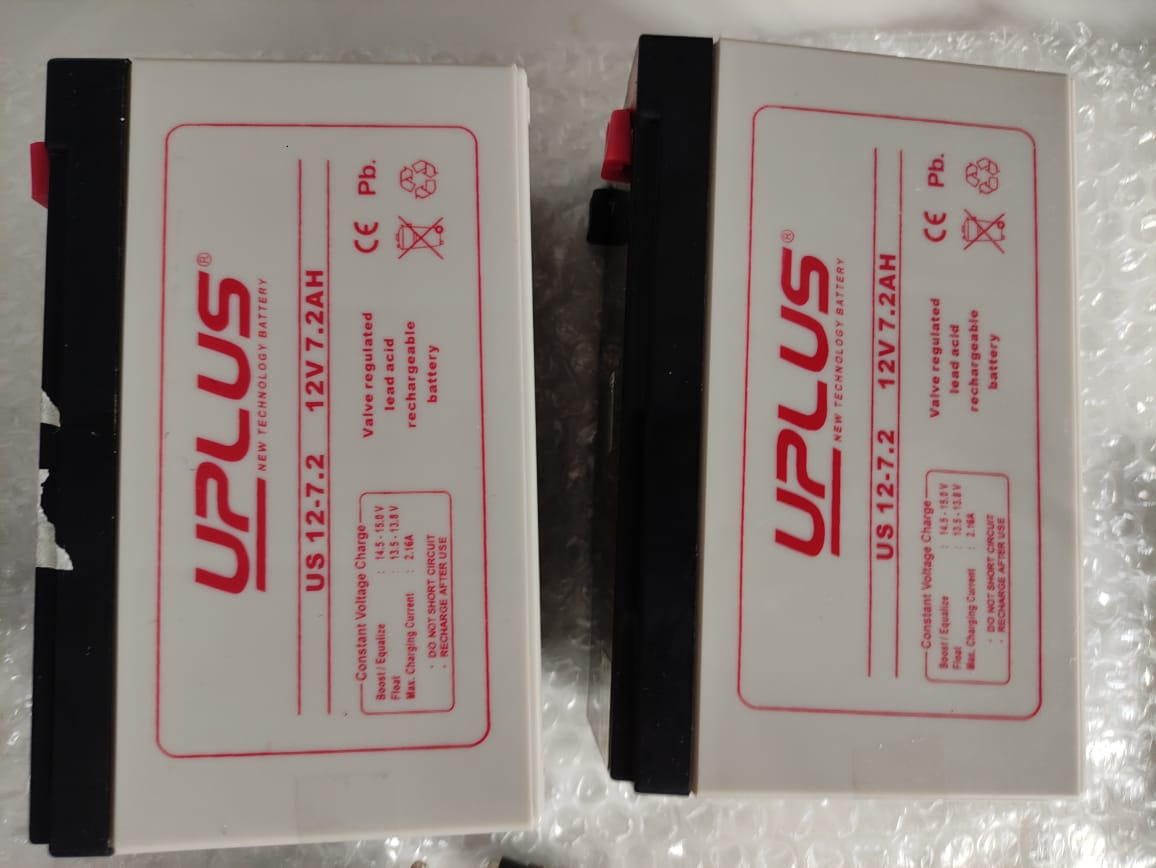 UPLUS®
NEW TECHNOLOGY BATTERY
US 12-7.2 12V 7.2AH
Constant Voltage Charge
Boost / Equalize : 14.5 - 15.0 V
Float : 13.5 - 13.8 V
Max. Charging Current : 2.16A
: DO NOT SHORT CIRCUIT
: RECHARGE AFTER USE
Valve regulated
lead acid
rechargeable
battery
CE Pb.
UPLUS®
NEW TECHNOLOGY BATTERY
US 12-7.2 12V 7.2AH
Constant Voltage Charge
Boost / Equalize : 14.5 - 15.0 V
Float : 13.5 - 13.8 V
Max. Charging Current : 2.16A
: DO NOT SHORT CIRCUIT
: RECHARGE AFTER USE
Valve regulated
lead acid
rechargeable
battery
CE Pb.